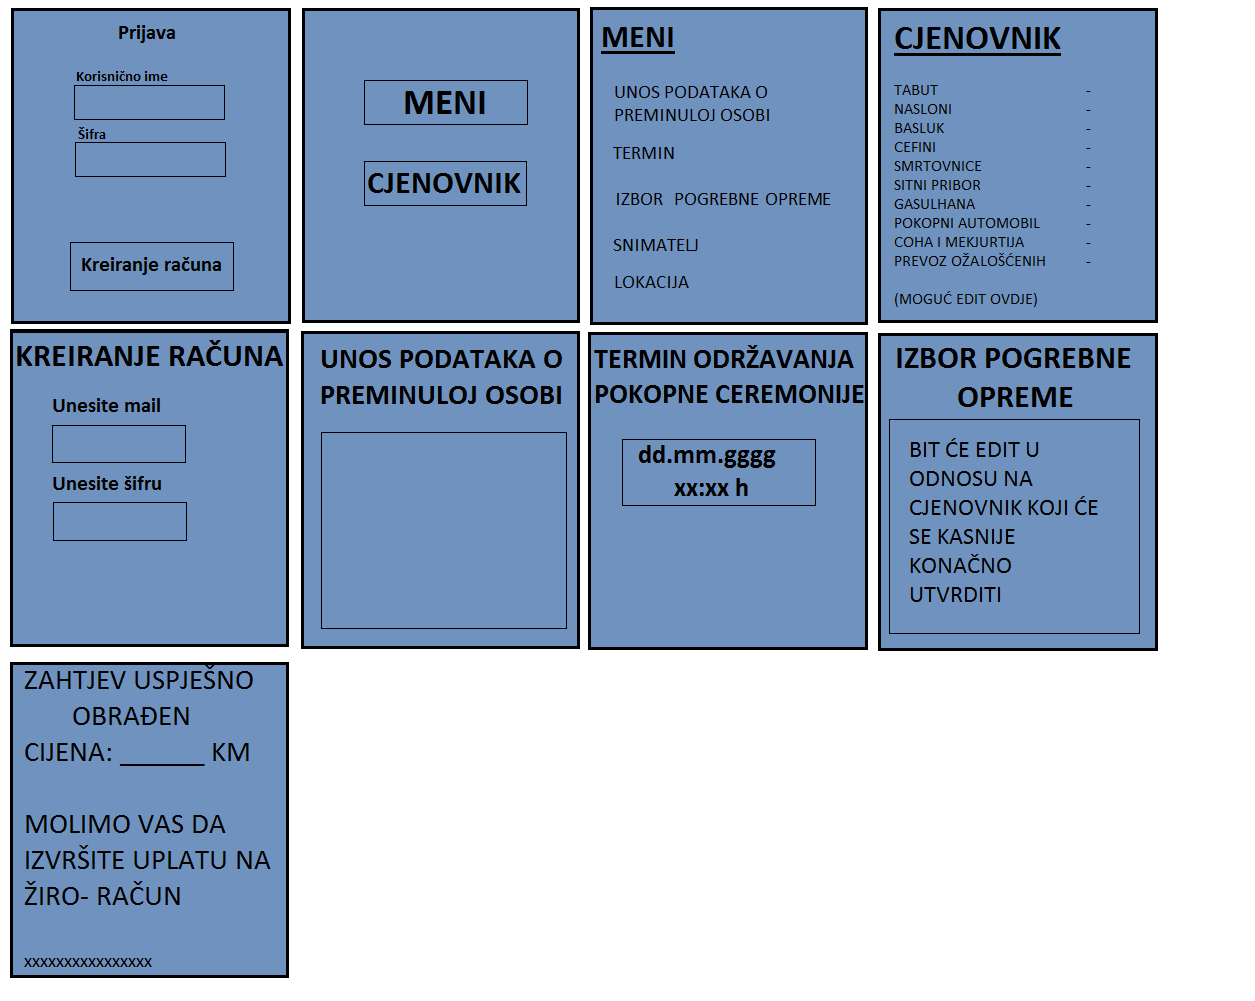 Prijava
Korisnično ime
Šifra
Kreiranje računa
MENI
CJENOVNIK
MENI
UNOS PODATAKA O
PREMINULOJ OSOBI
TERMIN
IZBOR POGREBNE OPREME
SNIMATELJ
LOKACIJA
CJENOVNIK
TABUT -
NASLONI -
BASLUK -
CEFINI -
SMRTOVNICE -
SITNI PRIBOR -
GASULHANA -
POKOPNI AUTOMOBIL -
COHA I MEKJURTIJA -
PREVOZ OŽALOŠĆENIH -
(MOGUĆ EDIT OVDJE)
KREIRANJE RAČUNA
Unesite mail
Unesite šifru
UNOS PODATAKA O
PREMINULOJ OSOBI
TERMIN ODRŽAVANJA
POKOPNE CEREMONIJE
dd.mm.gggg
xx:xx h
IZBOR POGREBNE
OPREME
BIT ĆE EDIT U
ODNOSU NA
CJENOVNIK KOJI ĆE
SE KASNIJE
KONAČNO
UTVRDITI
ZAHTJEV USPJEŠNO
OBRAĐEN
CIJENA: ______ KM
MOLIMO VAS DA
IZVRŠITE UPLATU NA
ŽIRO- RAČUN
xxxxxxxxxxxxxxxx